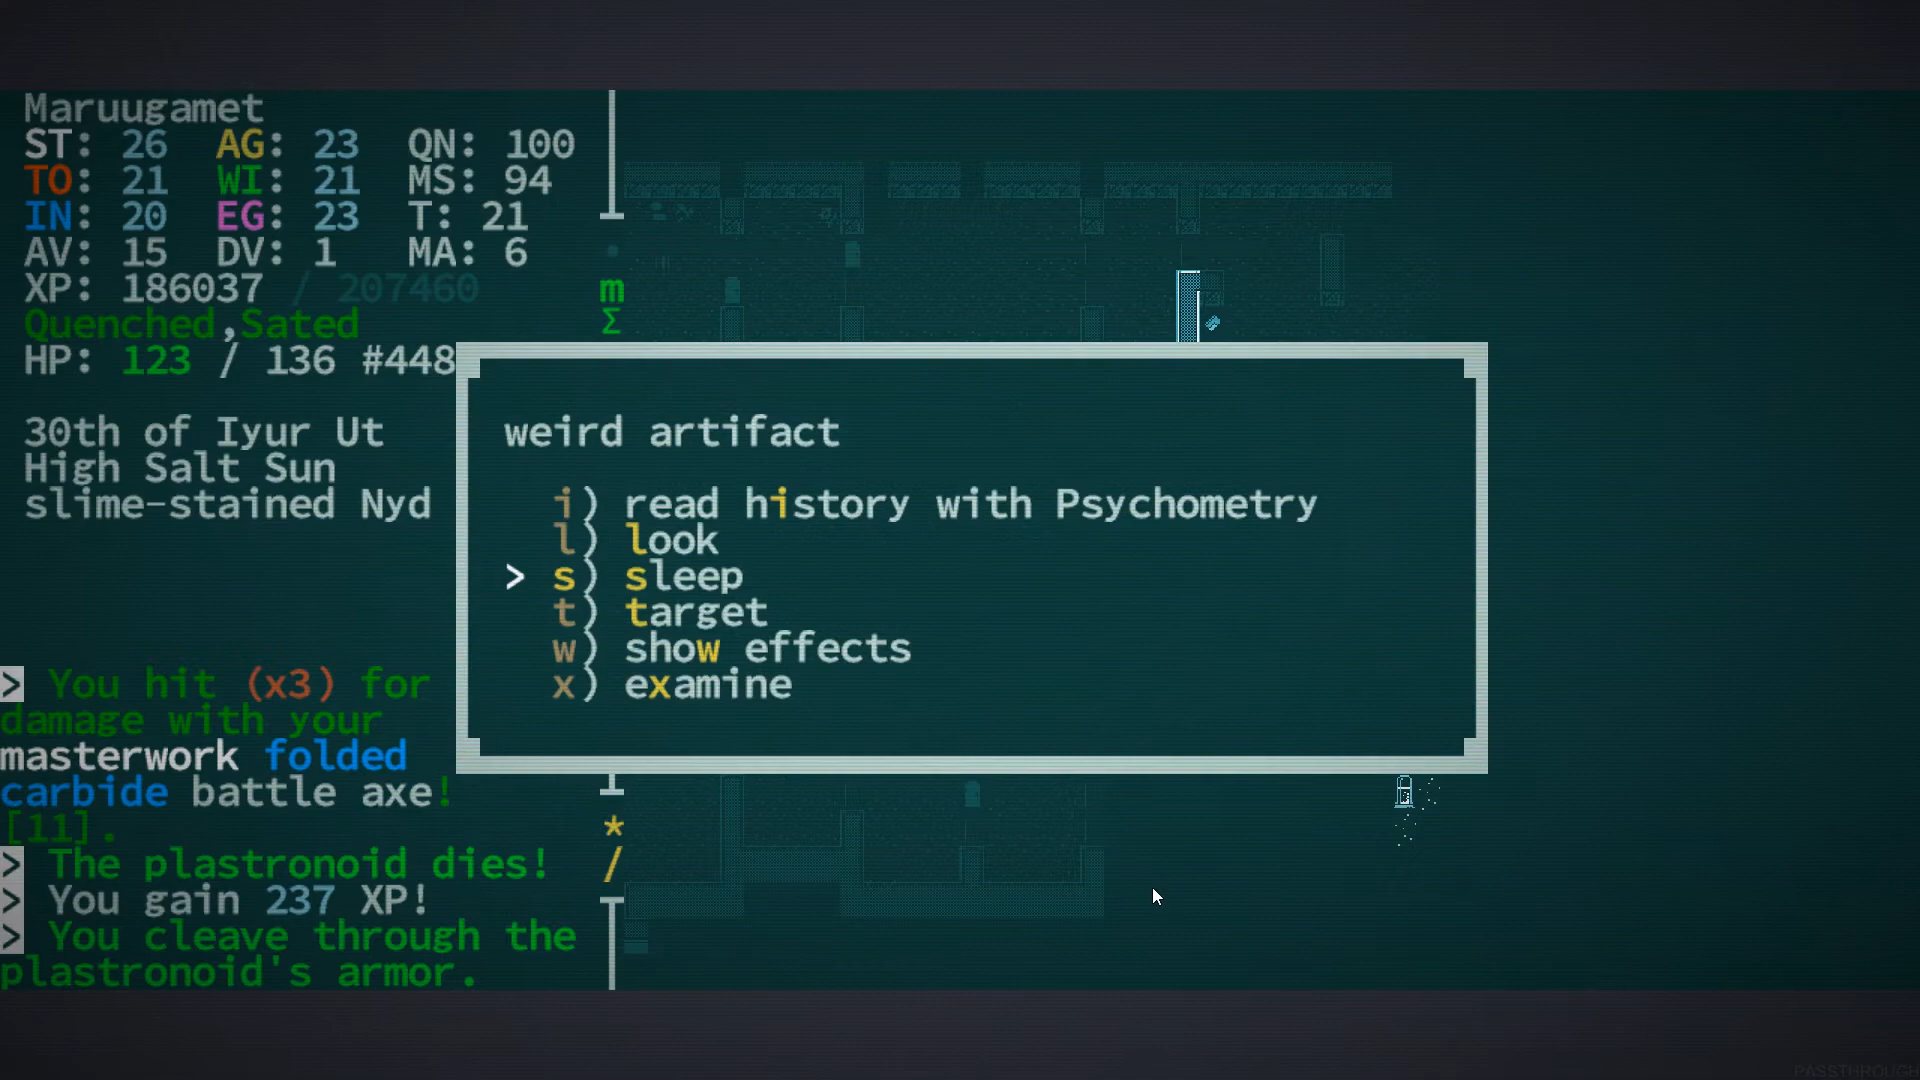 Maruugamet
ST: 26 AG: 23 QN: 100
TO: 21 WI: 21 MS: 94
IN: 20 EG: 23 T: 21
AV: 15 DV: 1 MA: 6
XP: 186037 / 207460
Quenched,Sated
HP: 123 / 136 #448
30th of Iyur Ut
High Salt Sun
slime-stained Nyd
m
Σ
weird artifact
i) read history with Psychometry
l) look
> s) sleep
t) target
w) show effects
x) examine
> You hit (x3) for
damage with your
masterwork folded
carbide battle axe!
[11].
> The plastronoid dies!
> You gain 237 XP!
> You cleave through the
plastronoid's armor.
*
/
PASSTHROUGH